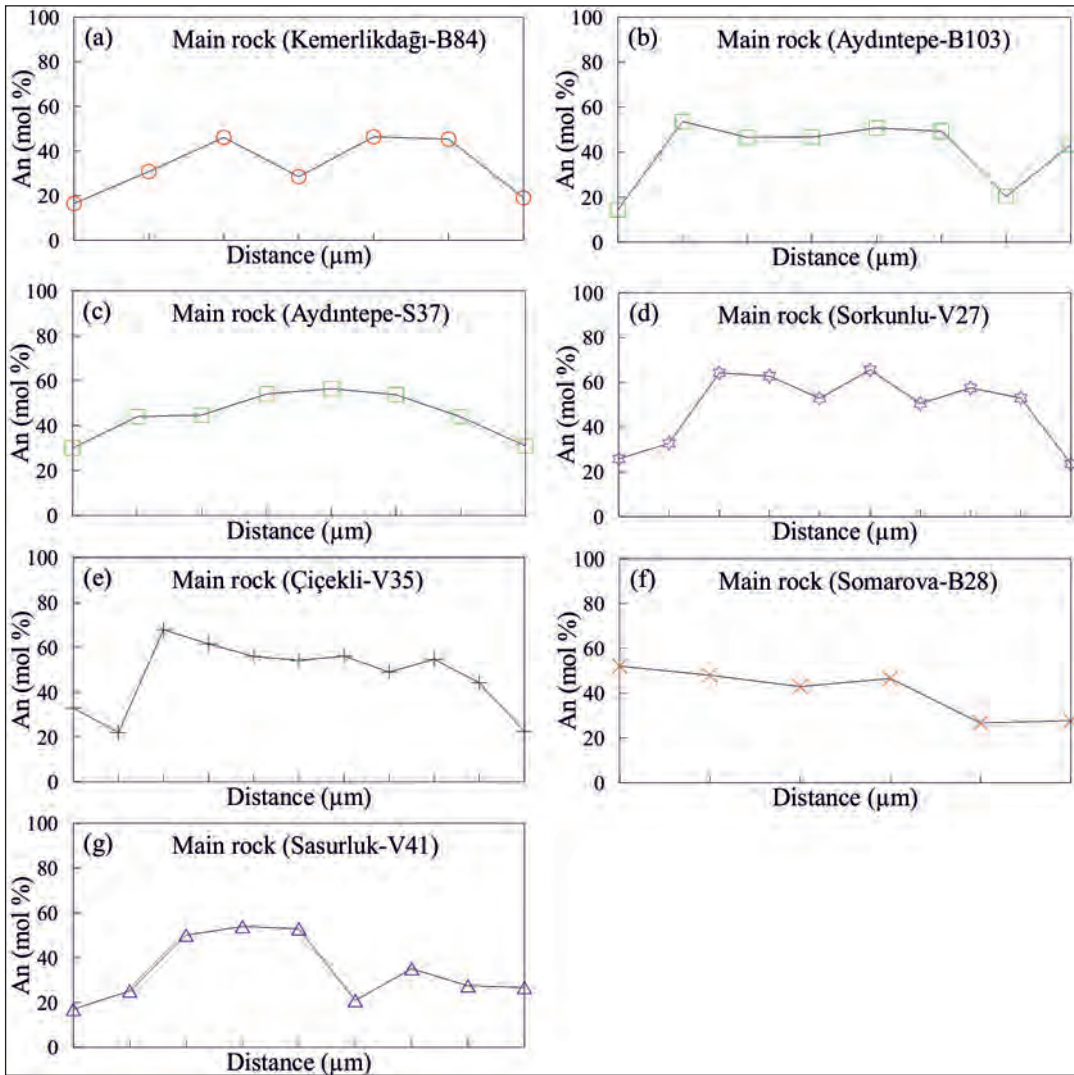 (a)
Main rock (Kemerlikdağı-B84)
An (mol %)
100
80
60
40
20
0
Distance (µm)
(b)
Main rock (Aydıntepe-B103)
An (mol %)
100
80
60
40
20
0
Distance (µm)
(c)
Main rock (Aydıntepe-S37)
An (mol %)
100
80
60
40
20
0
Distance (µm)
(d)
Main rock (Sorkunlu-V27)
An (mol %)
100
80
60
40
20
0
Distance (µm)
(e)
Main rock (Çiçekli-V35)
An (mol %)
100
80
60
40
20
0
Distance (µm)
(f)
Main rock (Somarova-B28)
An (mol %)
100
80
60
40
20
0
Distance (µm)
(g)
Main rock (Sasurluk-V41)
An (mol %)
100
80
60
40
20
0
Distance (µm)